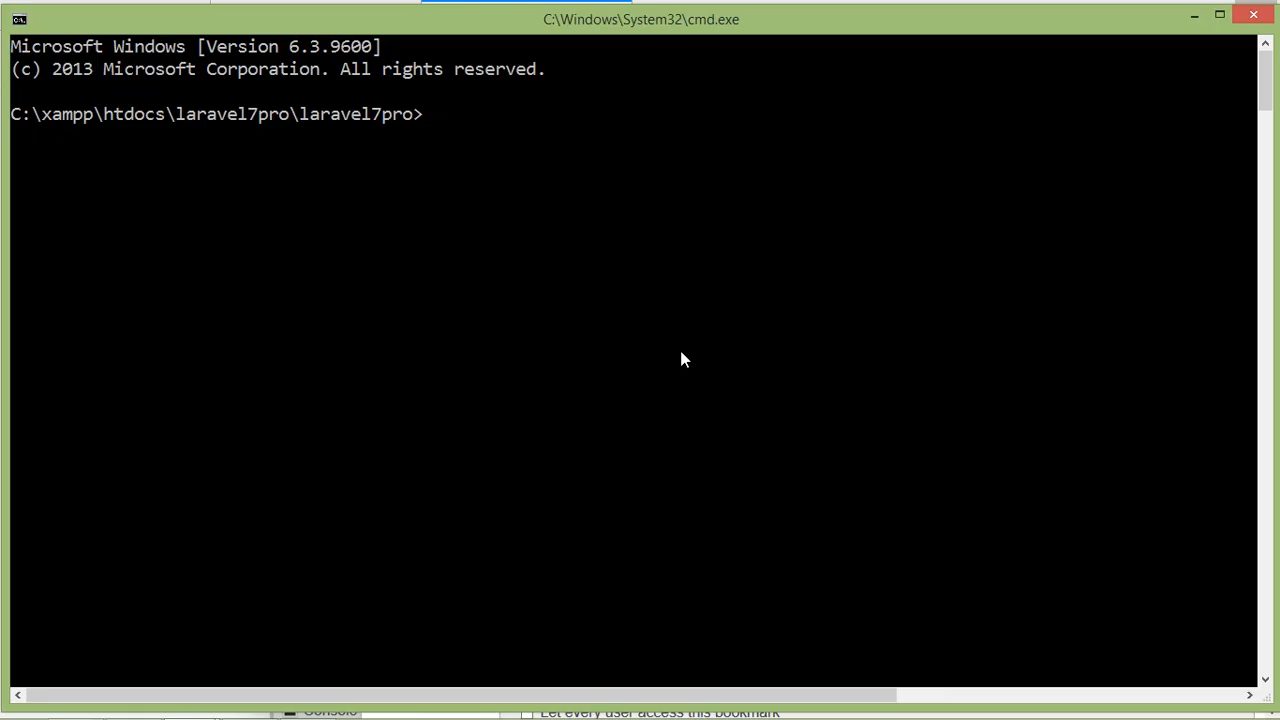 C:\Windows\System32\cmd.exe
Microsoft Windows [Version 6.3.9600]
(c) 2013 Microsoft Corporation. All rights reserved.
C:\xampp\htdocs\laravel7pro\laravel7pro>
Console
Let every user access this bookmark